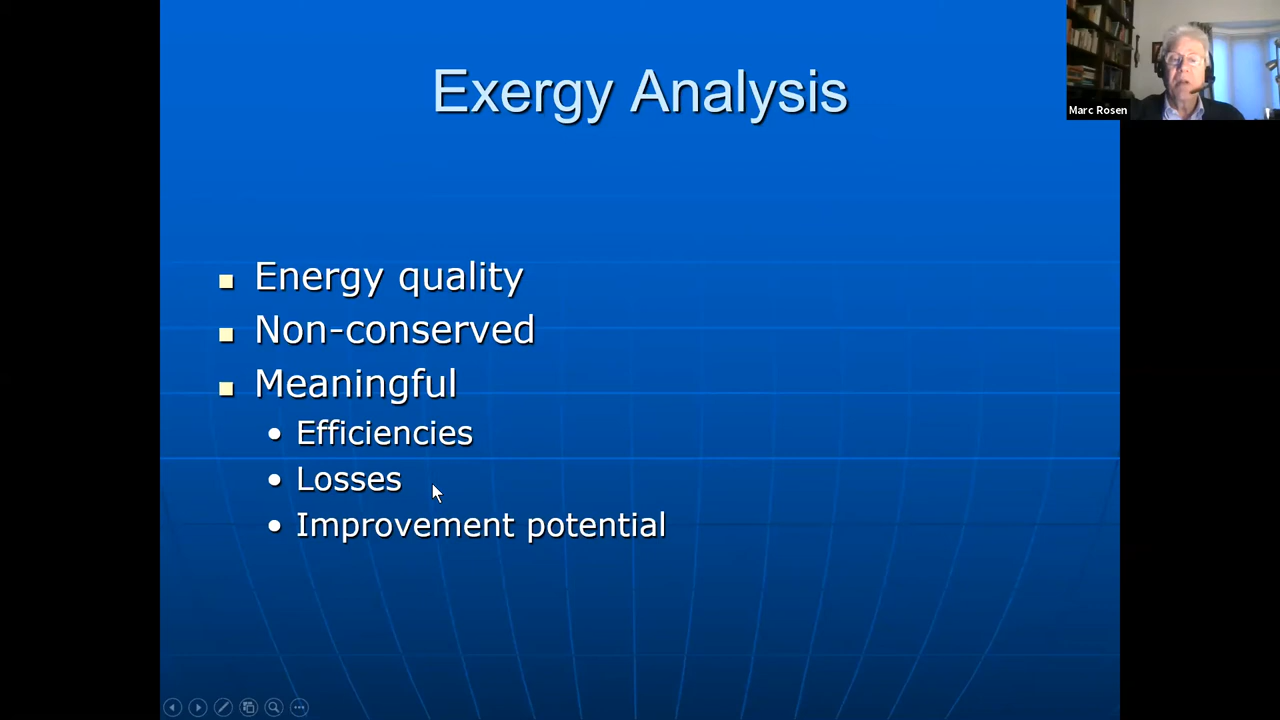 Exergy Analysis
Marc Rosen
Energy quality
Non-conserved
Meaningful
Efficiencies
Losses
Improvement potential